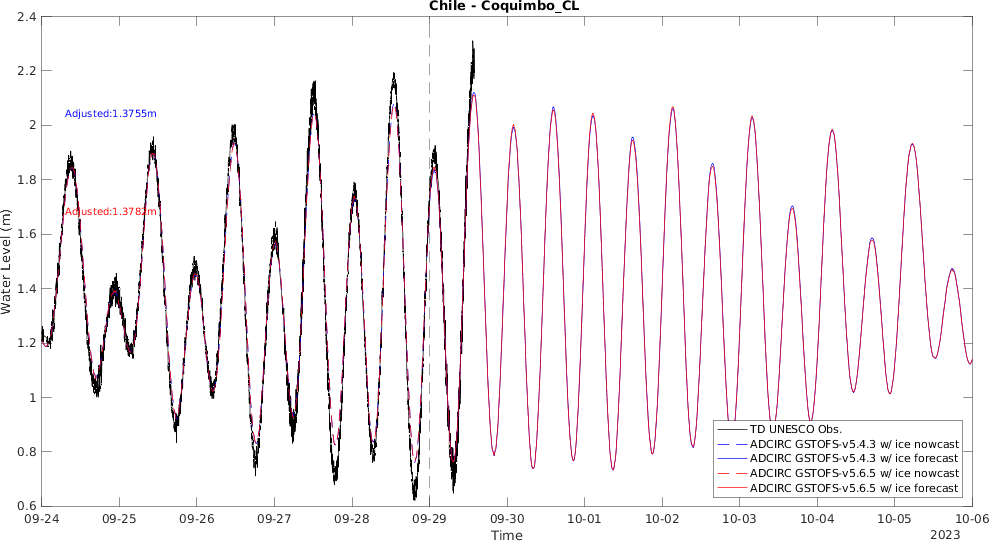 Chile - Coquimbo_CL
2.4
2.2
2
1.8
1.6
1.4
1.2
1
0.8
0.6
Water Level (m)
Adjusted:1.3755m
Adjusted:1.3782m
TD UNESCO Obs.
ADCIRC GSTOFS-v5.4.3 w/ ice nowcast
ADCIRC GSTOFS-v5.4.3 w/ ice forecast
ADCIRC GSTOFS-v5.6.5 w/ ice nowcast
ADCIRC GSTOFS-v5.6.5 w/ ice forecast
09-24 09-25 09-26 09-27 09-28 09-29 09-30 10-01 10-02 10-03 10-04 10-05 10-06
Time
2023